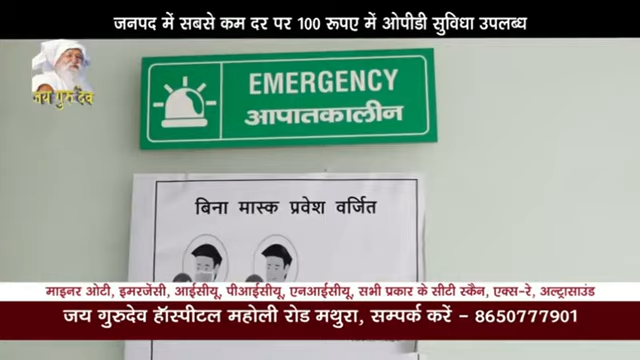 जनपद में सबसे कम दर पर 100 रूपए में ओपीडी सुविधा उपलब्ध
जय गुरु देव
EMERGENCY
आपातकालीन
बिना मास्क प्रवेश वर्जित
माइनर ओटी, इमरजेंसी, आईसीयू, पीआईसीयू, एनआईसीयू, सभी प्रकार के सीटी स्कैन, एक्स-रे, अल्ट्रासाउंड
जय गुरुदेव हॉस्पीटल महोली रोड मथुरा, सम्पर्क करें - 8650777901